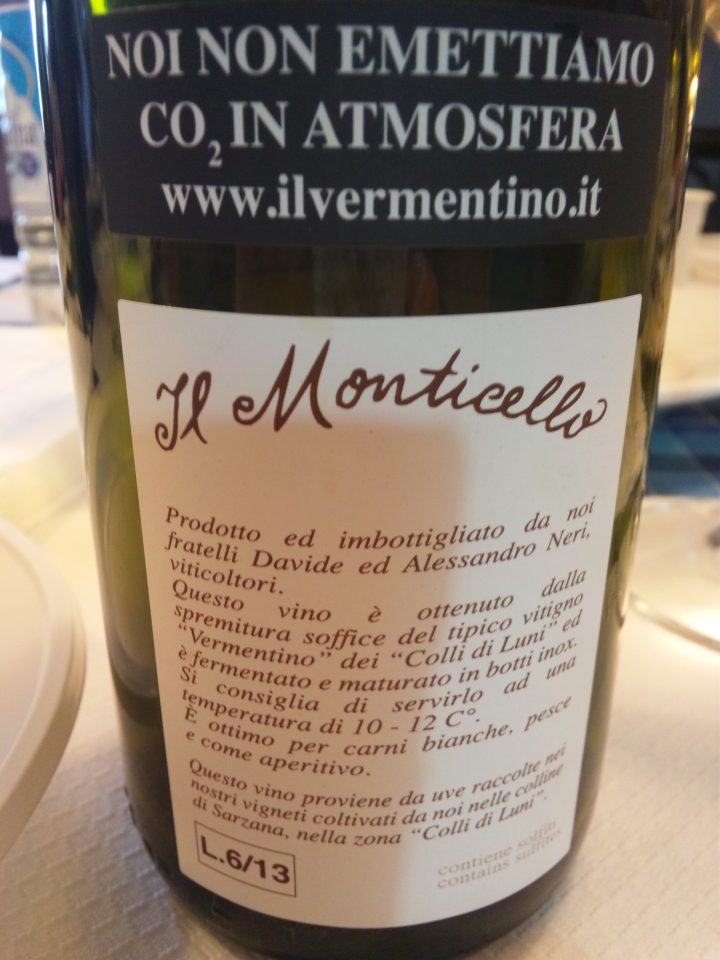 NOI NON EMETTIAMO
CO₂ IN ATMOSFERA
www.ilvermentino.it
Il Monticello
Prodotto ed imbottigliato da noi
fratelli Davide ed Alessandro Neri,
viticoltori.
Questo vino è ottenuto dalla
spremitura soffice del tipico vitigno
“Vermentino” dei “Colli di Luni” ed
è fermentato e maturato in botti inox.
Si consiglia di servirlo ad una
temperatura di 10 - 12 C°.
È ottimo per carni bianche, pesce
e come aperitivo.
Questo vino proviene da uve raccolte nei
nostri vigneti coltivati da noi nelle colline
di Sarzana, nella zona “Colli di Luni”.
L.6/13
contiene solfiti
contains sulfites